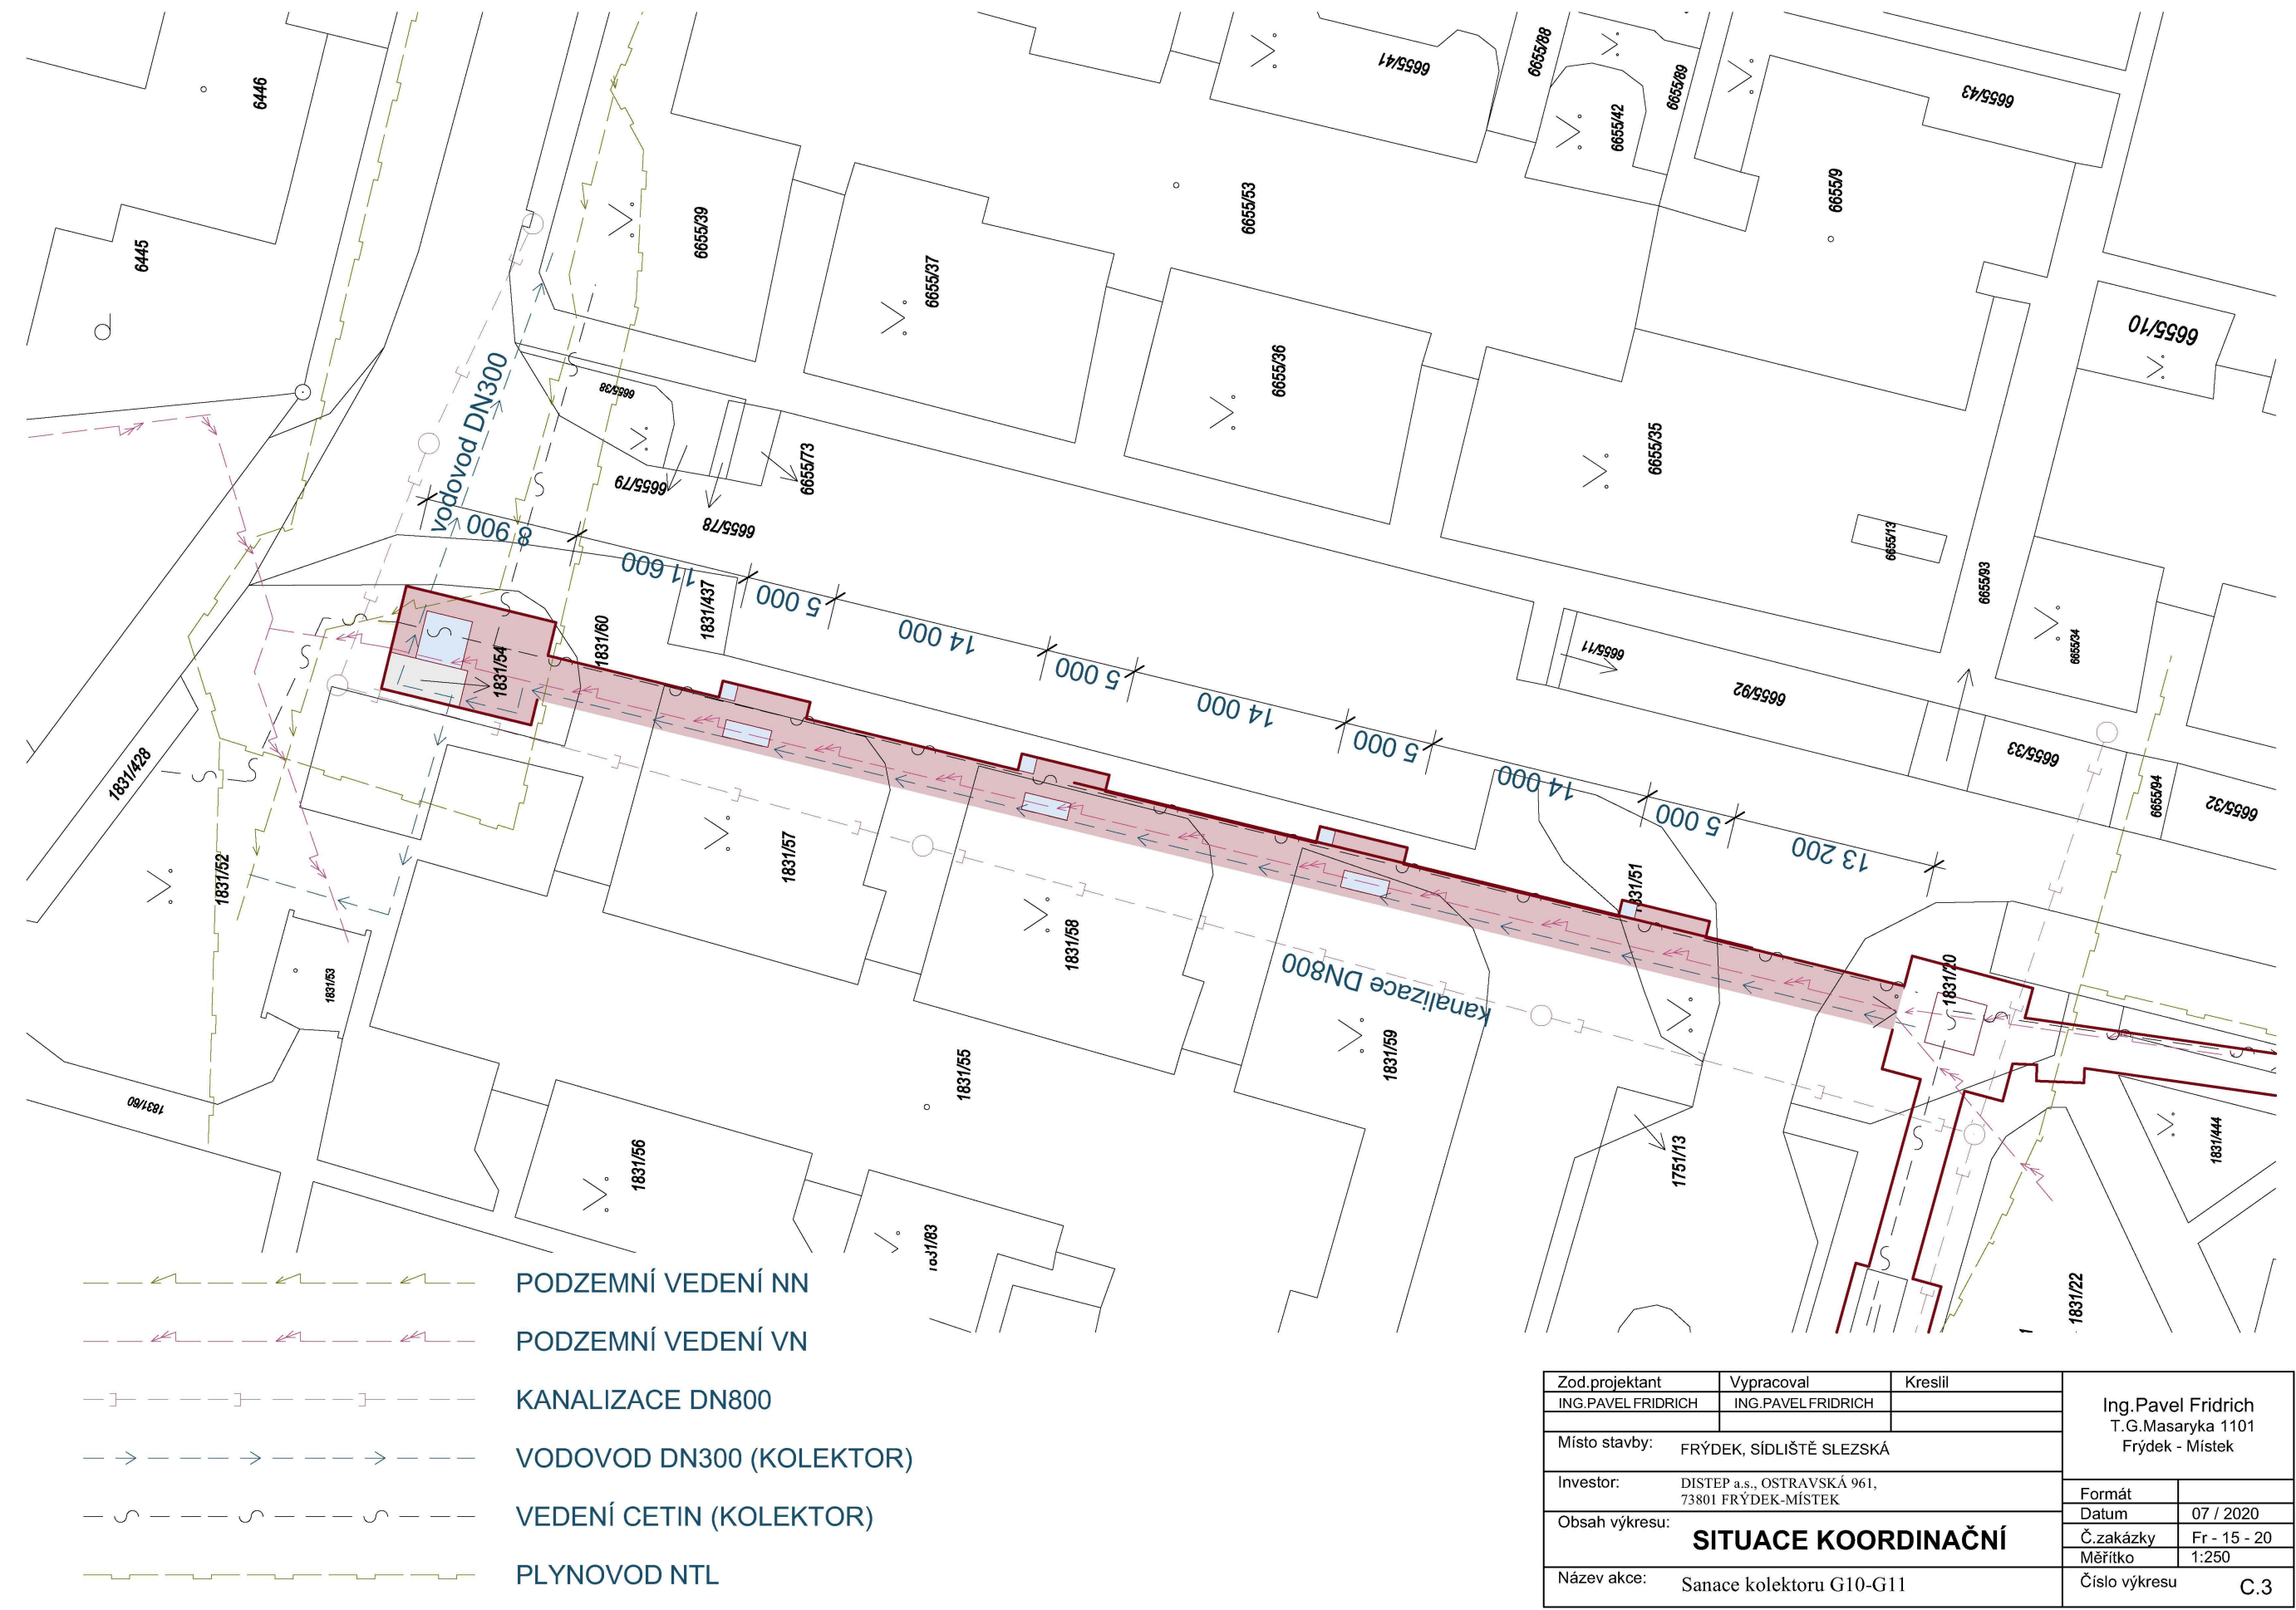 6446
6445
6655/39
6655/37
6655/53
6655/36
6655/41
6655/88
6655/42
6655/89
6655/9
6655/43
6655/10
6655/35
6655/13
6655/93
6655/34
6655/38
6655/79
6655/78
6655/73
6655/11
6655/92
6655/33
6655/94
6655/32
vodovod DN300
8 900
11 600
5 000
14 000
5 000
14 000
5 000
14 000
5 000
13 200
1831/437
1831/60
1831/54
1831/428
1831/52
1831/53
1831/60
1831/57
1831/58
1831/59
1831/51
1831/20
kanalizace DN800
1831/55
1831/56
1831/83
1751/13
1831/444
1831/22
1
PODZEMNÍ VEDENÍ NN
PODZEMNÍ VEDENÍ VN
KANALIZACE DN800
VODOVOD DN300 (KOLEKTOR)
VEDENÍ CETIN (KOLEKTOR)
PLYNOVOD NTL
Zod.projektant Vypracoval Kreslil
ING.PAVEL FRIDRICH ING.PAVEL FRIDRICH
Ing.Pavel Fridrich
T.G.Masaryka 1101
Frýdek - Místek
Místo stavby: FRÝDEK, SÍDLIŠTĚ SLEZSKÁ
Investor: DISTEP a.s., OSTRAVSKÁ 961,
73801 FRÝDEK-MÍSTEK
Obsah výkresu: SITUACE KOORDINAČNÍ
Název akce: Sanace kolektoru G10-G11
Formát
Datum 07 / 2020
Č.zakázky Fr - 15 - 20
Měřítko 1:250
Číslo výkresu C.3